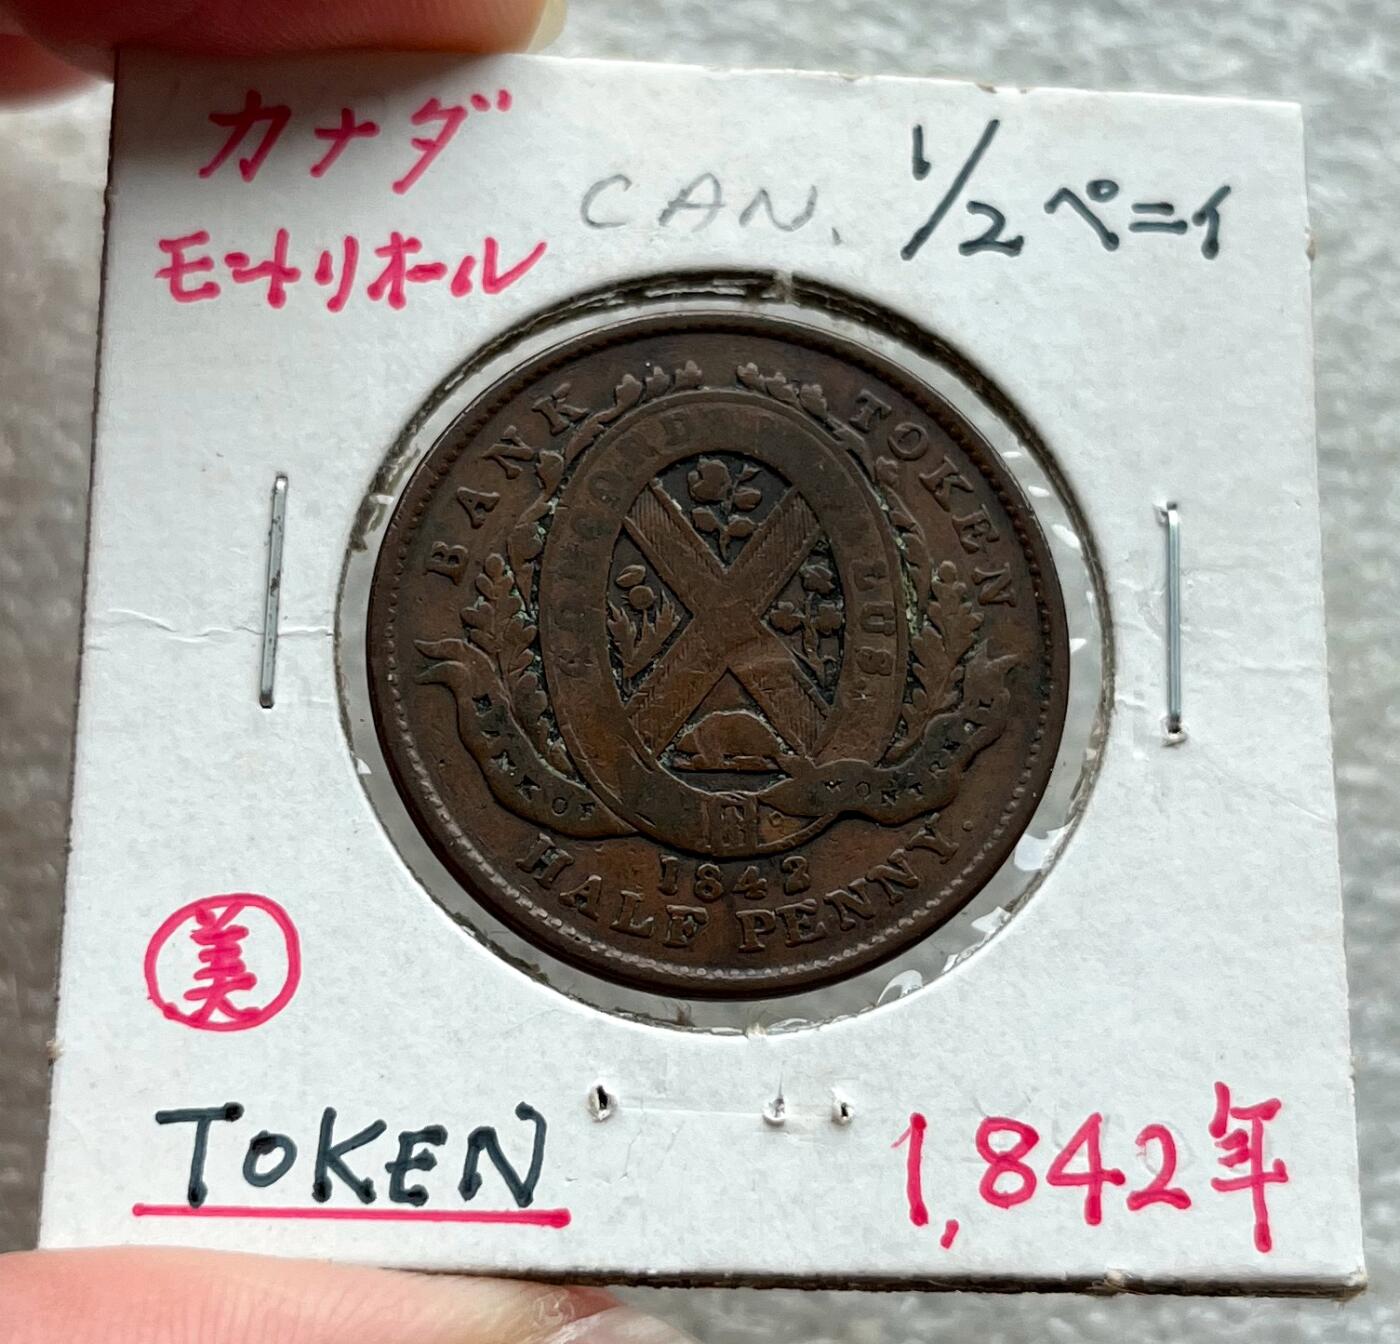 カナダ
CAN.
1/2 ペニイ
モントリオール
BANK TOKEN
CONCORDIA SALUS
BANK OF MONTREAL
1842
HALF PENNY
美
TOKEN
1,842年